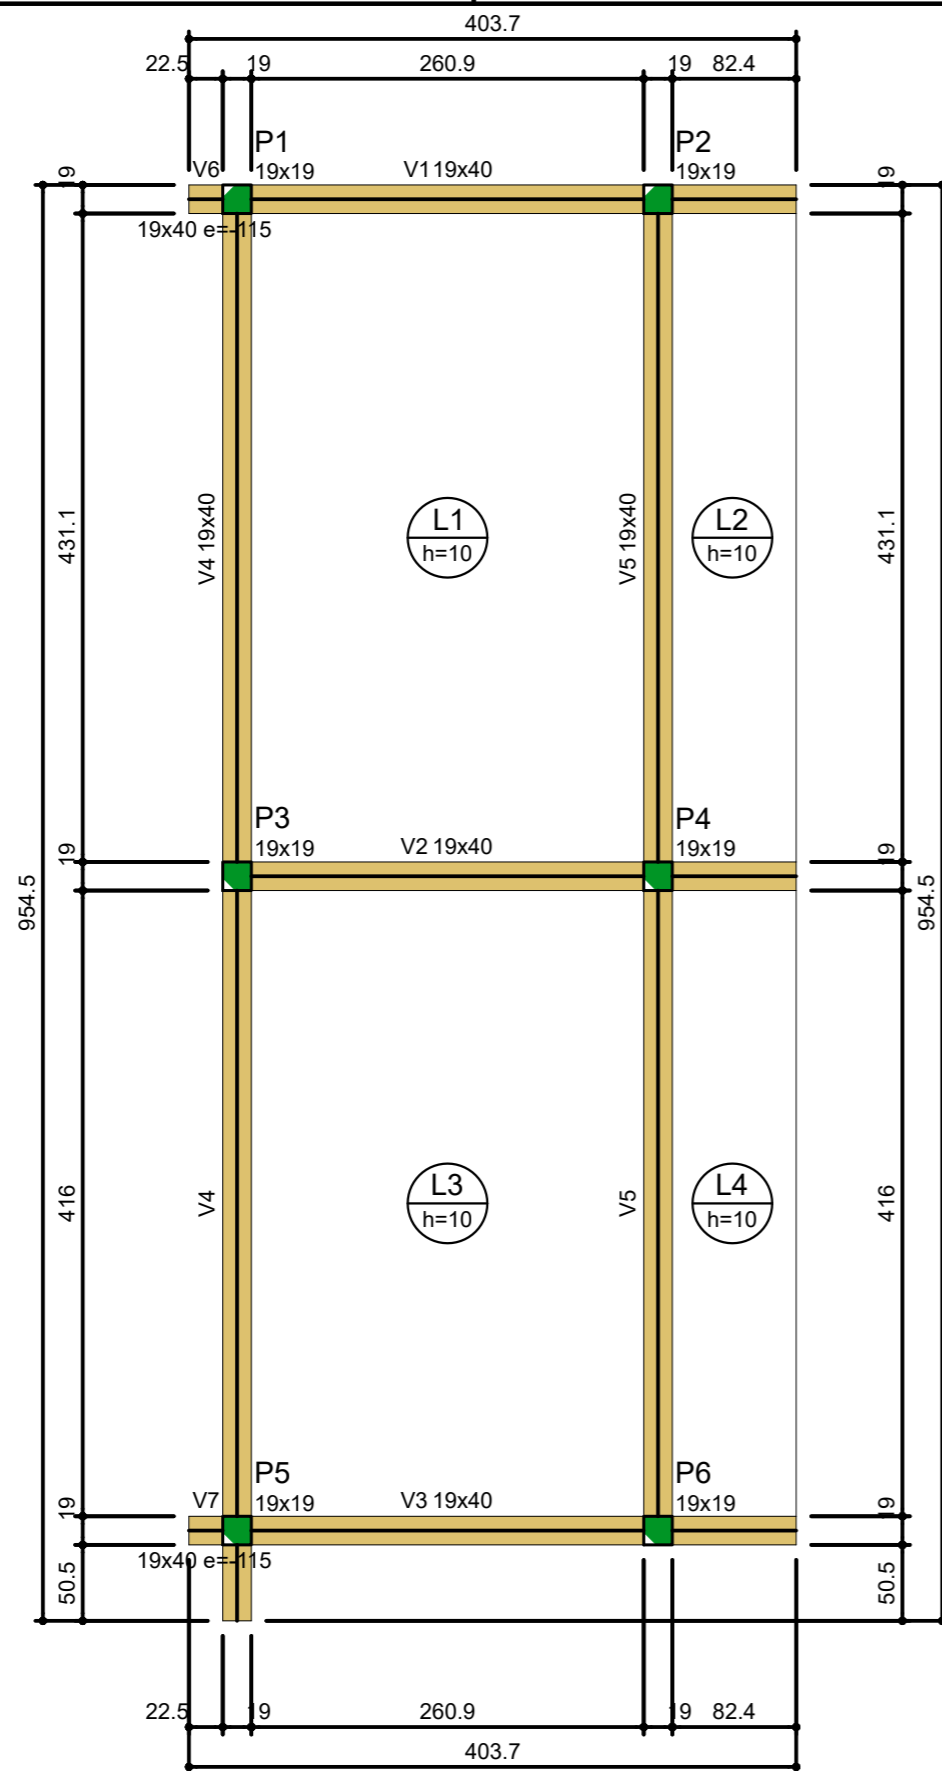 403.7
22.5 19 260.9 19 82.4
P1 P2
V6 19x19 V1 19x40 19x19
19 19
19x40 e=-115
431.1 V4 19x40 L1 V5 19x40 L2 431.1
h=10 h=10
P3 P4
19 19x19 V2 19x40 19x19 19
954.5 954.5
416 V4 L3 V5 L4 416
h=10 h=10
P5 P6
19 V7 19x19 V3 19x40 19x19 19
19x40 e=-115
50.5 50.5
22.5 19 260.9 19 82.4
403.7